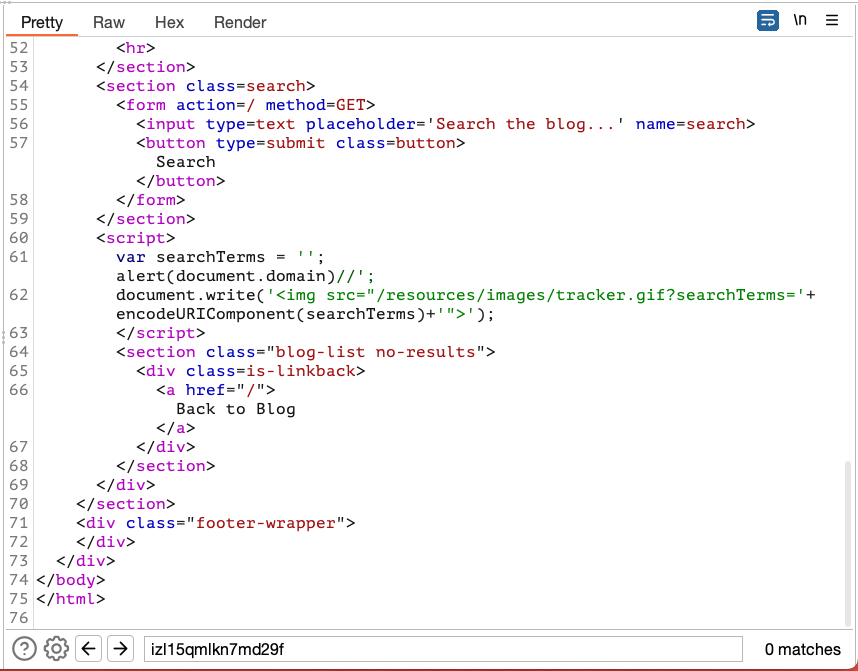 Pretty Raw Hex Render \n
52 <hr>
53 </section>
54 <section class=search>
55 <form action=/ method=GET>
56 <input type=text placeholder='Search the blog...' name=search>
57 <button type=submit class=button>
Search
</button>
58 </form>
59 </section>
60 <script>
61 var searchTerms = '';
alert(document.domain)//';
62 document.write('<img src="/resources/images/tracker.gif?searchTerms='+
encodeURIComponent(searchTerms)+'">');
63 </script>
64 <section class="blog-list no-results">
65 <div class=is-linkback>
66 <a href="/">
Back to Blog
</a>
67 </div>
68 </section>
69 </div>
70 </section>
71 <div class="footer-wrapper">
72 </div>
73 </div>
74 </body>
75 </html>
76
? izl15qmlkn7md29f 0 matches